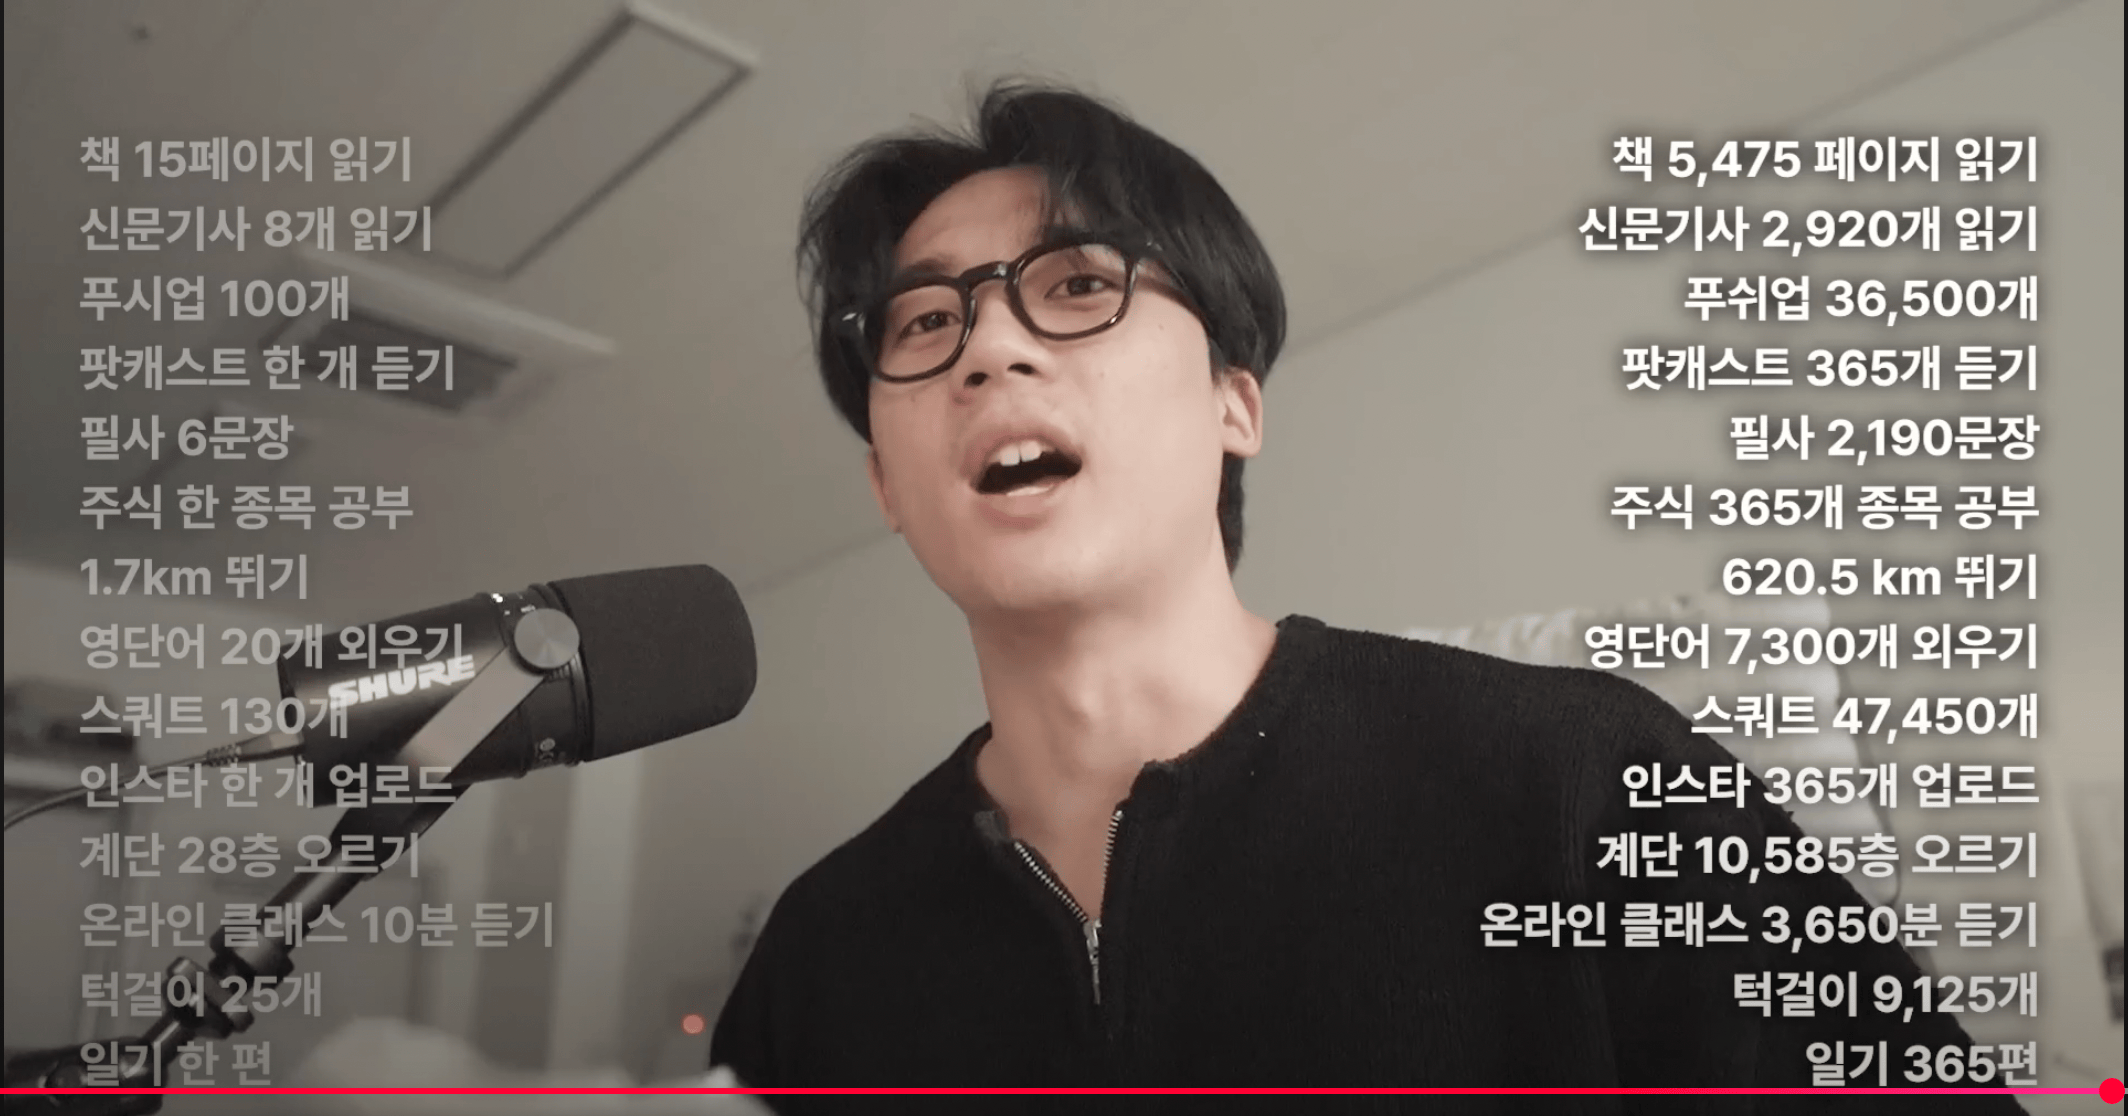 책 15페이지 읽기
신문기사 8개 읽기
푸시업 100개
팟캐스트 한 개 듣기
필사 6문장
주식 한 종목 공부
1.7km 뛰기
영단어 20개 외우기
스쿼트 130개
인스타 한 개 업로드
계단 28층 오르기
온라인 클래스 10분 듣기
턱걸이 25개
일기 한 편
SHURE
책 5,475 페이지 읽기
신문기사 2,920개 읽기
푸쉬업 36,500개
팟캐스트 365개 듣기
필사 2,190문장
주식 365개 종목 공부
620.5 km 뛰기
영단어 7,300개 외우기
스쿼트 47,450개
인스타 365개 업로드
계단 10,585층 오르기
온라인 클래스 3,650분 듣기
턱걸이 9,125개
일기 365편